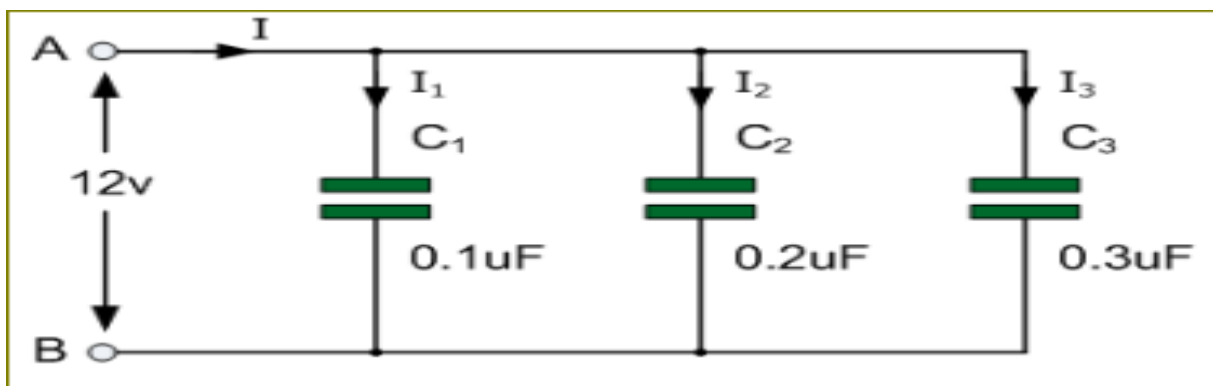 A I
I₁ I₂ I₃
C₁ C₂ C₃
12v
0.1uF 0.2uF 0.3uF
B